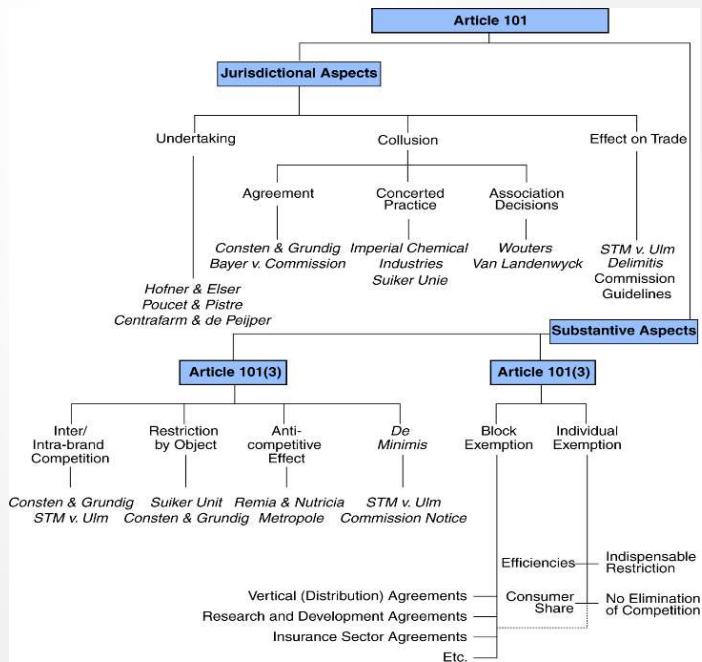 Article 101
Jurisdictional Aspects
Undertaking
Collusion
Effect on Trade
Agreement
Concerted
Practice
Association
Decisions
Consten & Grundig
Bayer v. Commission
Imperial Chemical
Industries
Suiker Unie
Wouters
Van Landenwyck
STM v. Ulm
Delimitis
Commission
Guidelines
Hofner & Elser
Poucet & Pistre
Centrafarm & de Peijper
Substantive Aspects
Article 101(3)
Article 101(3)
Inter/
Intra-brand
Competition
Restriction
by Object
Anti-
competitive
Effect
De
Minimis
Block
Exemption
Individual
Exemption
Consten & Grundig
STM v. Ulm
Suiker Unit
Consten & Grundig
Remia & Nutricia
Metropole
STM v. Ulm
Commission Notice
Efficiencies
Indispensable
Restriction
Consumer
Share
No Elimination
of Competition
Vertical (Distribution) Agreements
Research and Development Agreements
Insurance Sector Agreements
Etc.